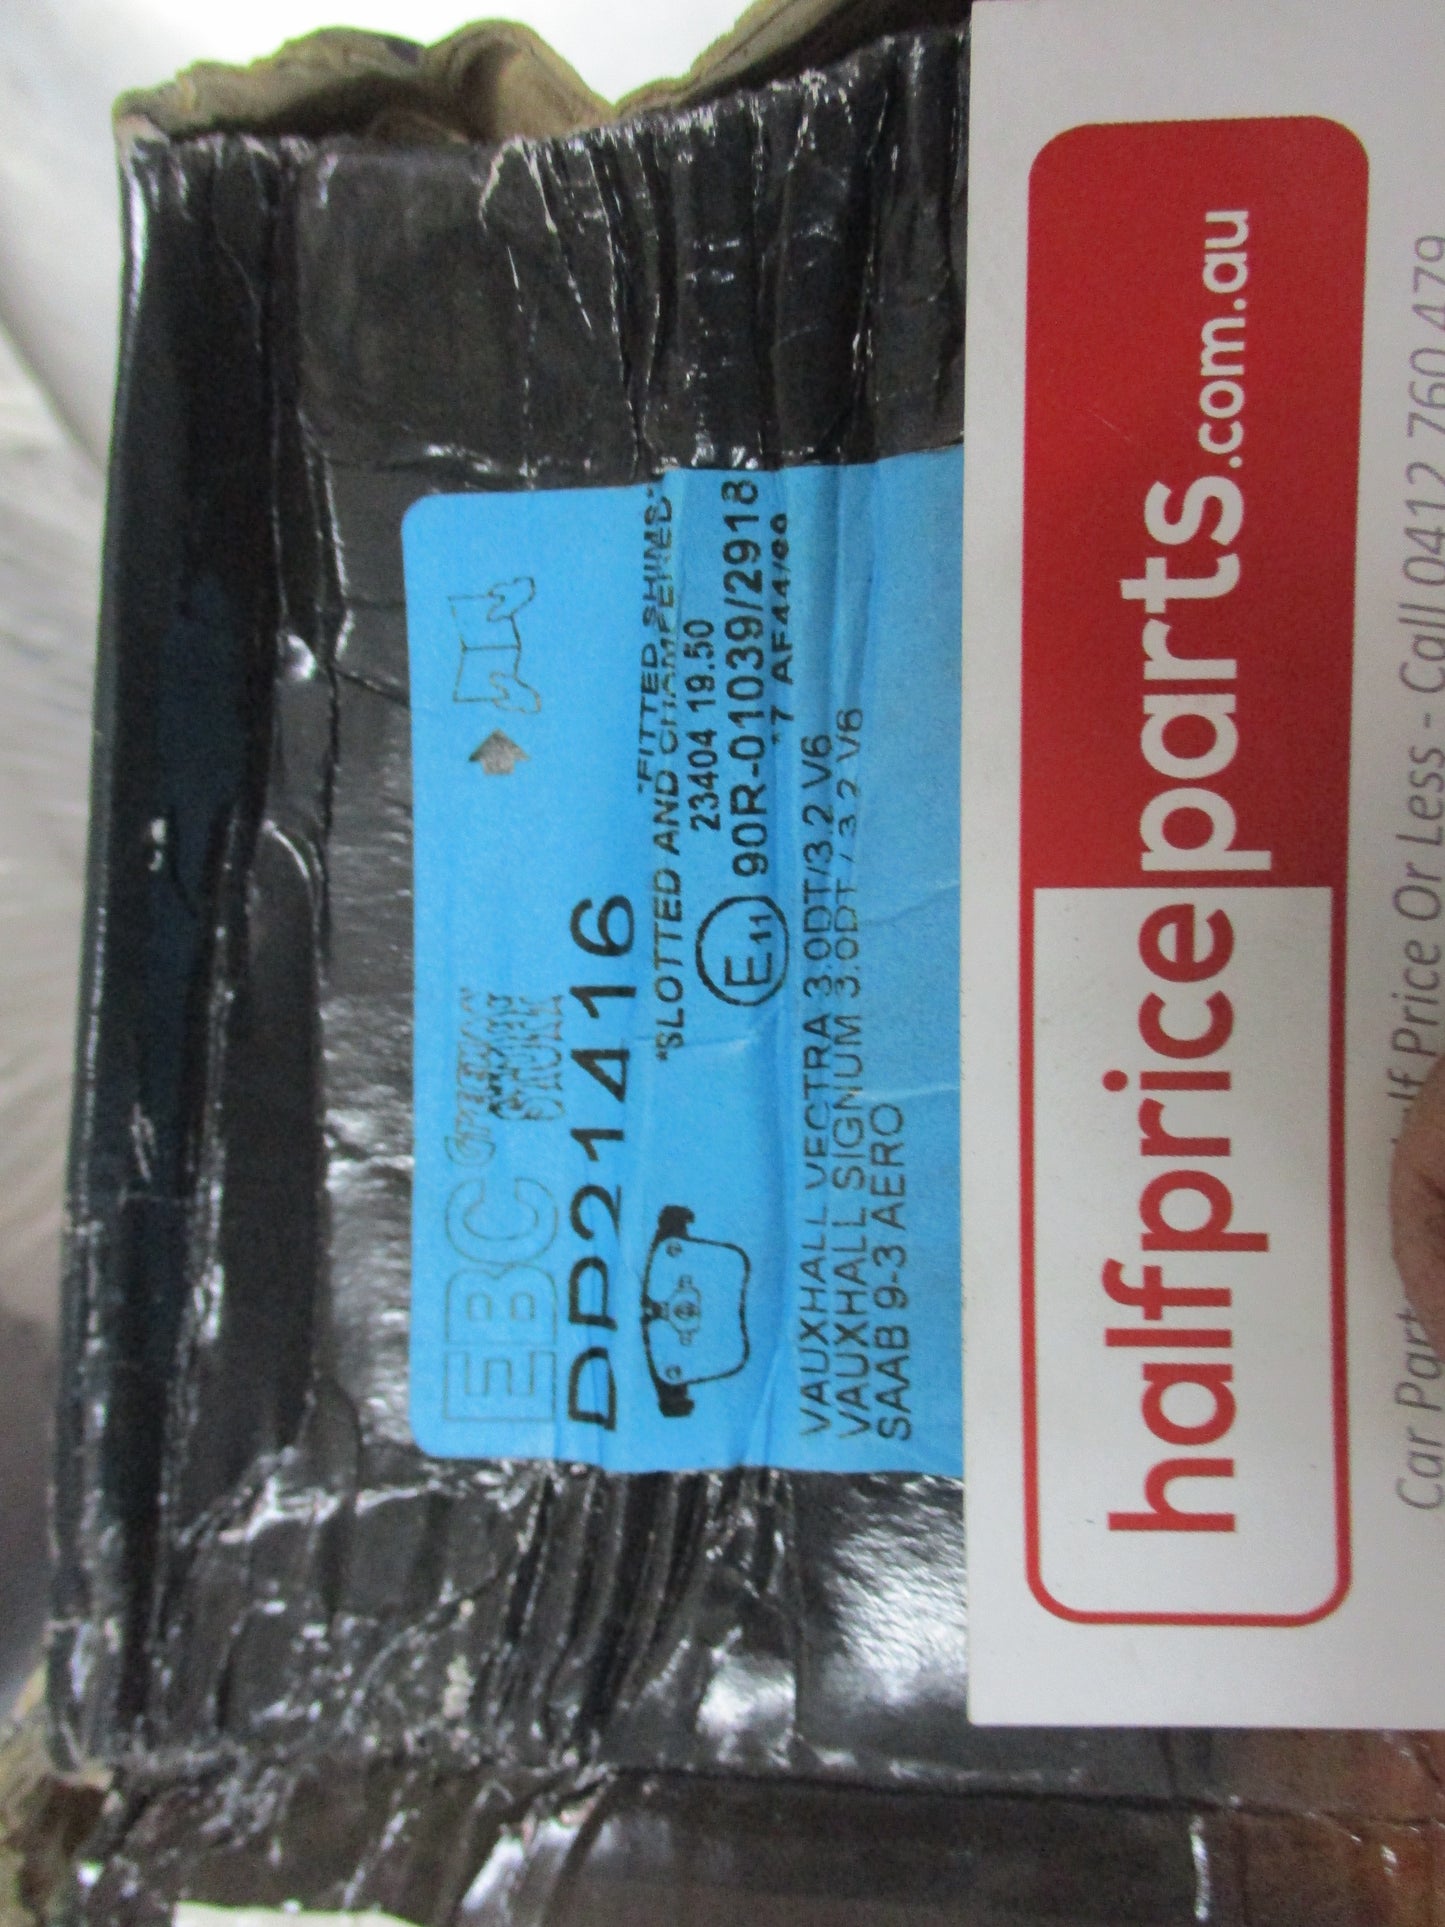 EBC
DP21416
"FITTED SHIMS"
"SLOTTED AND CHAMFERED"
23404 19.50
E11 90R-01039/2918
VAUXHALL VECTRA 3.0DT/3.2 V6
VAUXHALL SIGNUM 3.0DT / 3.2 V6
SAAB 9-3 AERO
halfpriceparts.com.au
Price Or Less - Call 0412 760 479
Car